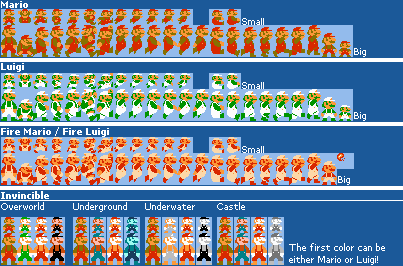 Mario
Small
Big
Luigi
Small
Big
Fire Mario / Fire Luigi
Small
Big
Invincible
Overworld Underground Underwater Castle
The first color can be
either Mario or Luigi!